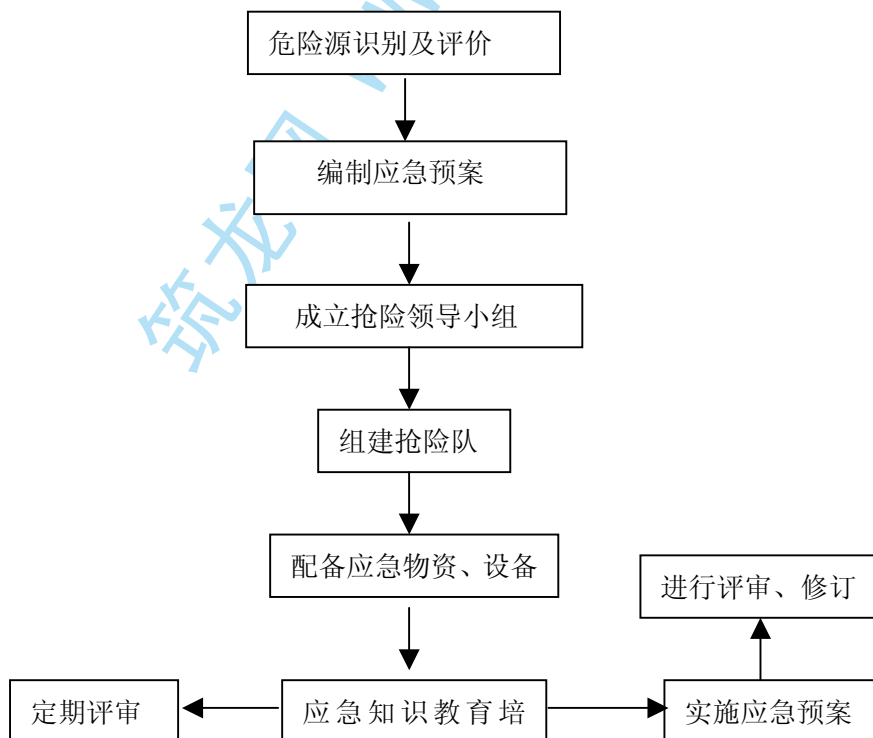 危险源识别及评价
编制应急预案
成立抢险领导小组
组建抢险队
配备应急物资、设备
进行评审、修订
定期评审
应急知识教育培
实施应急预案
筑龙网